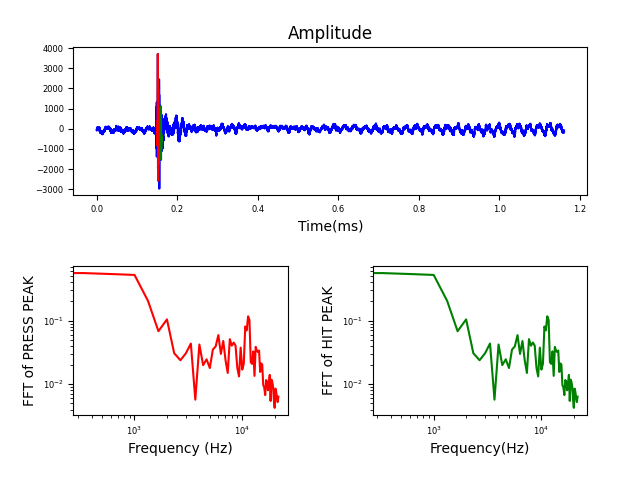 Amplitude
4000
3000
2000
1000
0
−1000
−2000
−3000
0.0 0.2 0.4 0.6 0.8 1.0 1.2
Time(ms)
FFT of PRESS PEAK
10⁻¹
10⁻²
10³ 10⁴
Frequency (Hz)
FFT of HIT PEAK
10⁻¹
10⁻²
10³ 10⁴
Frequency(Hz)